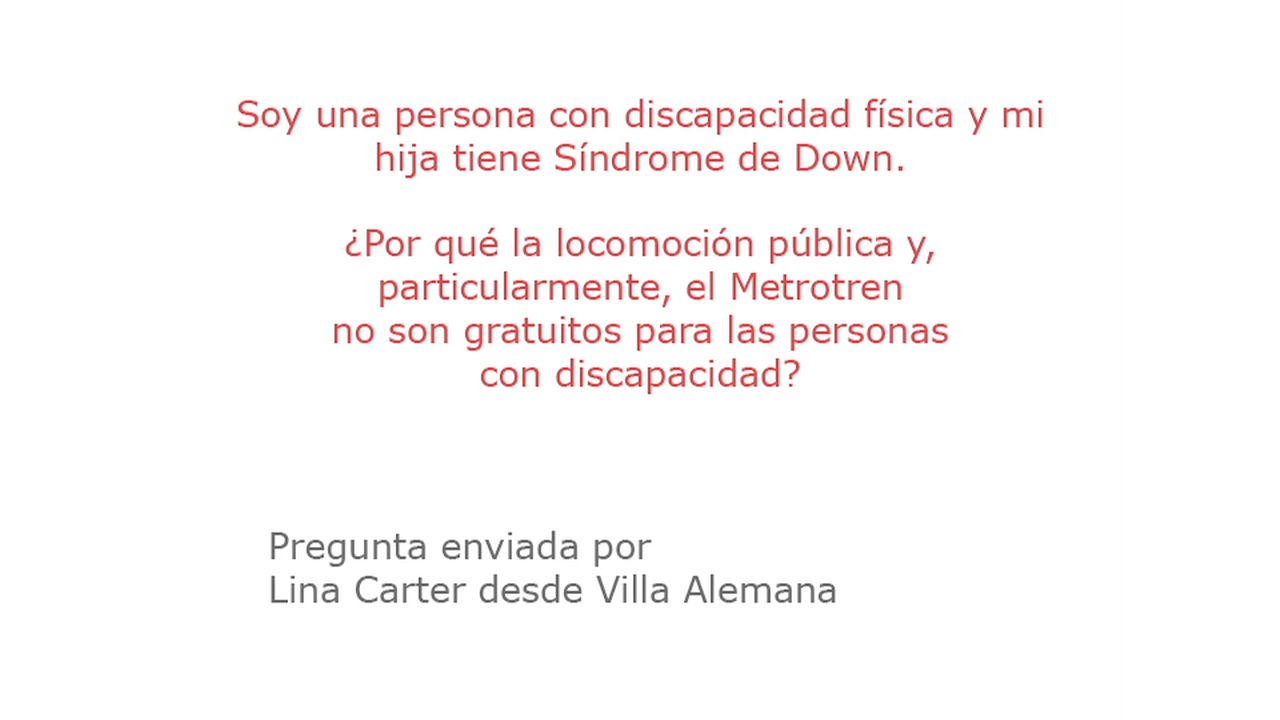 Soy una persona con discapacidad física y mi
hija tiene Síndrome de Down.
¿Por qué la locomoción pública y,
particularmente, el Metrotren
no son gratuitos para las personas
con discapacidad?
Pregunta enviada por
Lina Carter desde Villa Alemana